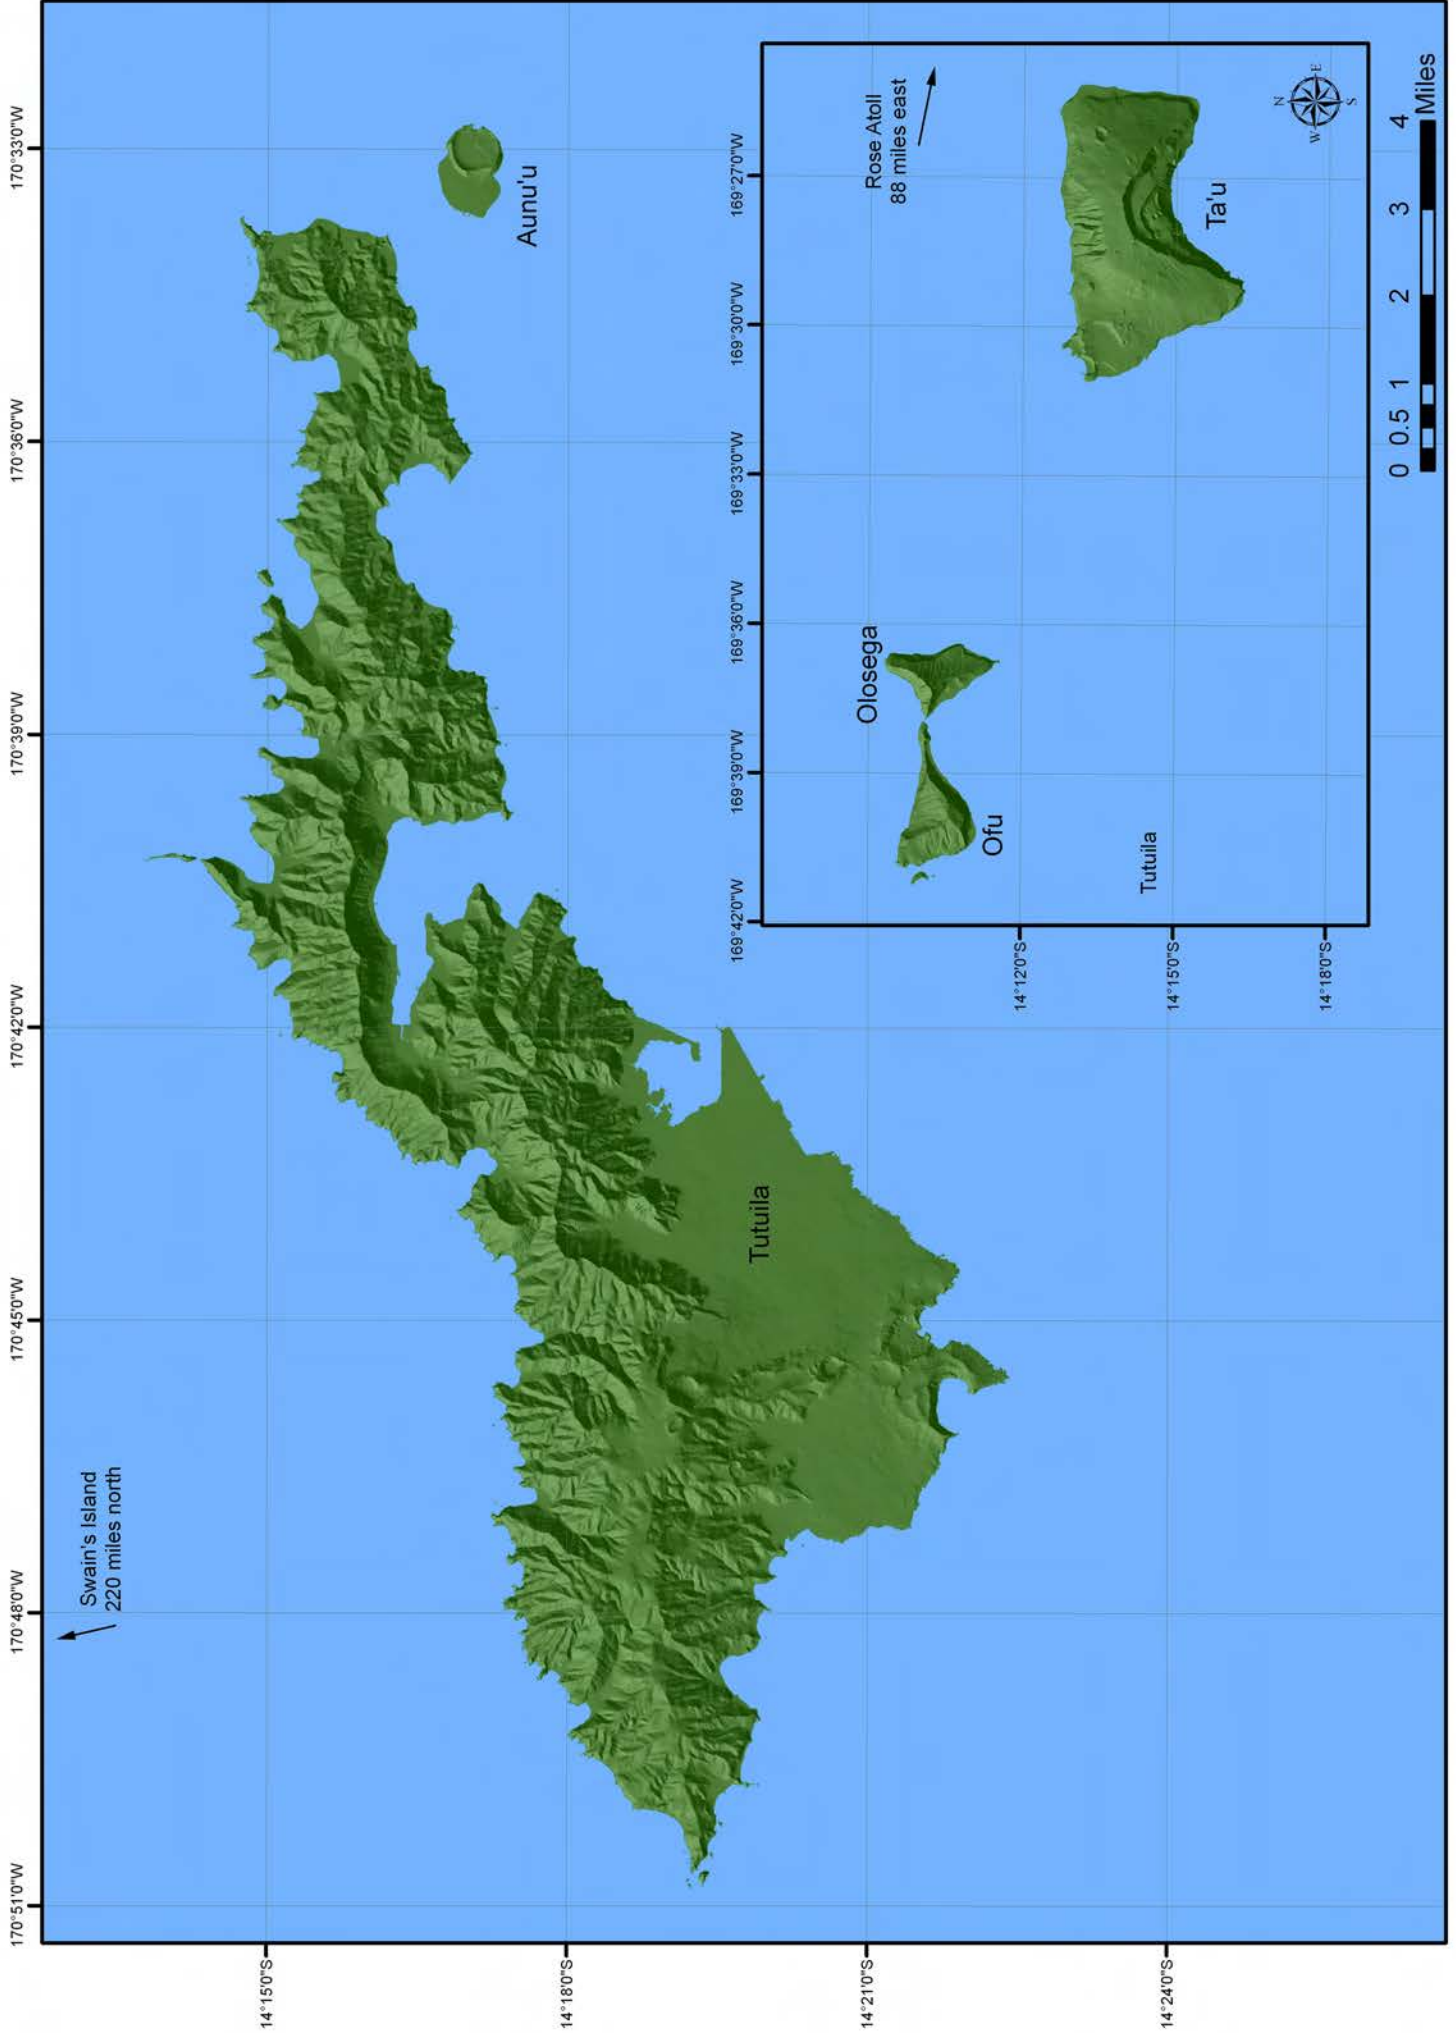 170°51'0"W
170°48'0"W
170°45'0"W
170°42'0"W
170°39'0"W
170°36'0"W
170°33'0"W
Swain's Island
220 miles north
14°15'0"S
14°18'0"S
14°21'0"S
14°24'0"S
Aunu'u
Tutuila
169°42'0"W
169°39'0"W
169°36'0"W
169°33'0"W
169°30'0"W
169°27'0"W
Rose Atoll
88 miles east
Olosega
Ofu
Ta'u
Tutuila
14°12'0"S
14°15'0"S
14°18'0"S
N
W
E
S
0 0.5 1 2 3 4
Miles